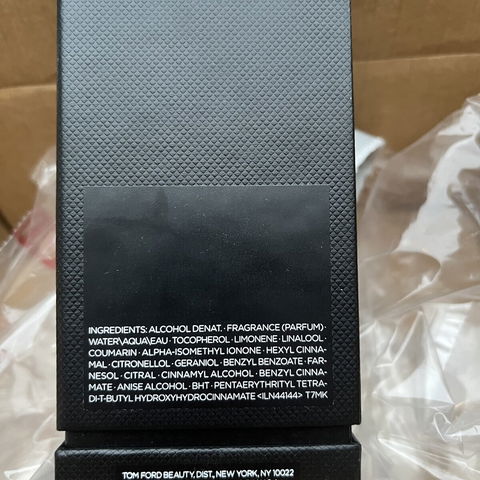 INGREDIENTS: ALCOHOL DENAT. · FRAGRANCE (PARFUM) ·
WATER\AQUA\EAU · TOCOPHEROL · LIMONENE · LINALOOL ·
COUMARIN · ALPHA-ISOMETHYL IONONE · HEXYL CINNA-
MAL · CITRONELLOL · GERANIOL · BENZYL BENZOATE · FAR-
NESOL · CITRAL · CINNAMYL ALCOHOL · BENZYL CINNA-
MATE · ANISE ALCOHOL · BHT · PENTAERYTHRITYL TETRA-
DI-T-BUTYL HYDROXYHYDROCINNAMATE <ILN44144> T7MK
TOM FORD BEAUTY, DIST., NEW YORK, NY 10022